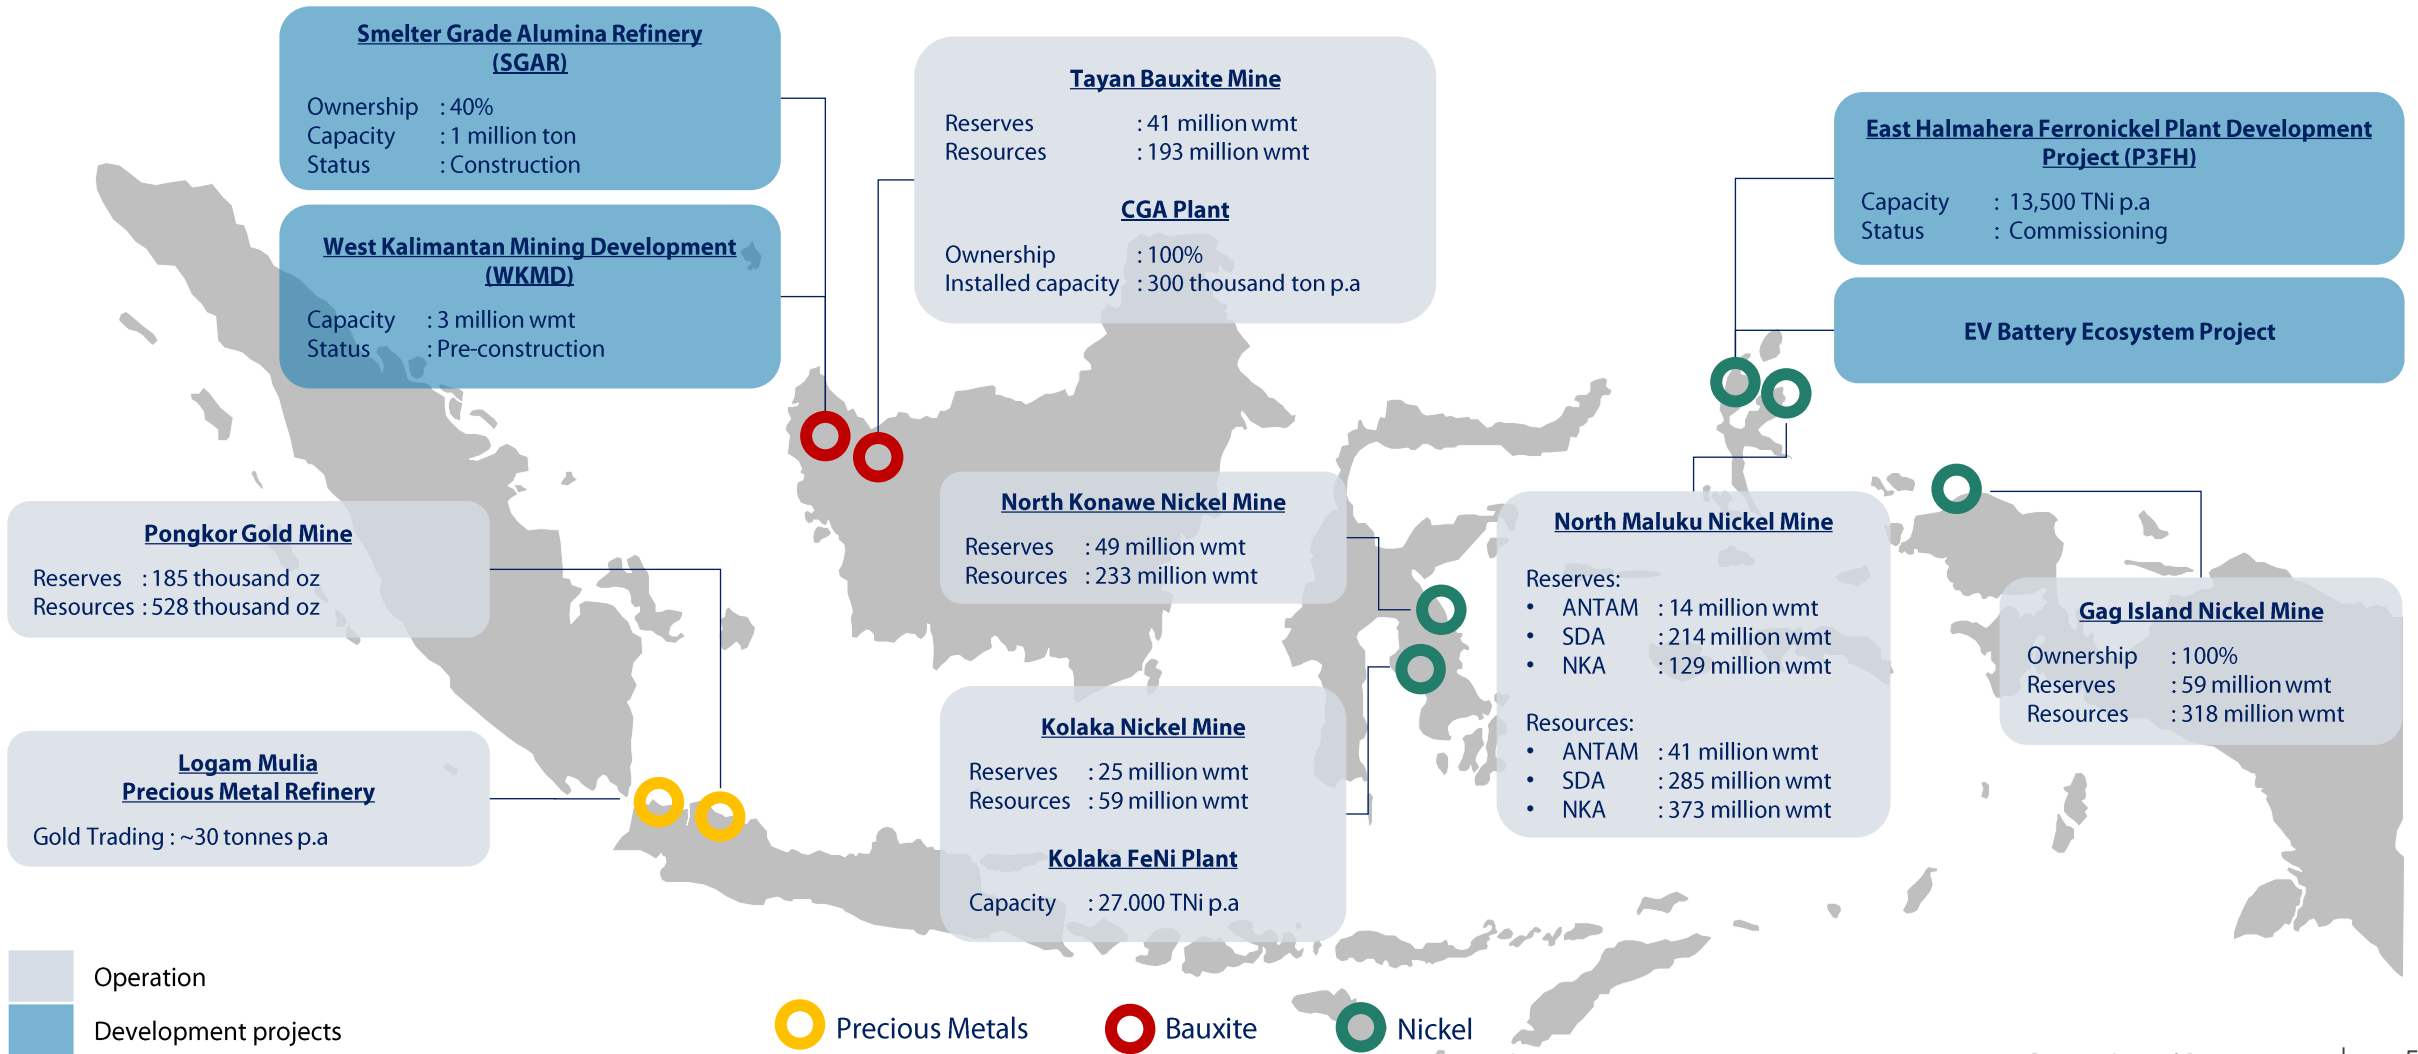 Smelter Grade Alumina Refinery
(SGAR)
Ownership : 40%
Capacity : 1 million ton
Status : Construction
West Kalimantan Mining Development
(WKMD)
Capacity : 3 million wmt
Status : Pre-construction
Tayan Bauxite Mine
Reserves : 41 million wmt
Resources : 193 million wmt
CGA Plant
Ownership : 100%
Installed capacity : 300 thousand ton p.a
East Halmahera Ferronickel Plant Development
Project (P3FH)
Capacity : 13,500 TNi p.a
Status : Commissioning
EV Battery Ecosystem Project
Pongkor Gold Mine
Reserves : 185 thousand oz
Resources : 528 thousand oz
Logam Mulia
Precious Metal Refinery
Gold Trading : ~30 tonnes p.a
North Konawe Nickel Mine
Reserves : 49 million wmt
Resources : 233 million wmt
Kolaka Nickel Mine
Reserves : 25 million wmt
Resources : 59 million wmt
Kolaka FeNi Plant
Capacity : 27.000 TNi p.a
North Maluku Nickel Mine
Reserves:
• ANTAM : 14 million wmt
• SDA : 214 million wmt
• NKA : 129 million wmt
Resources:
• ANTAM : 41 million wmt
• SDA : 285 million wmt
• NKA : 373 million wmt
Gag Island Nickel Mine
Ownership : 100%
Reserves : 59 million wmt
Resources : 318 million wmt
Operation
Development projects
Precious Metals
Bauxite
Nickel